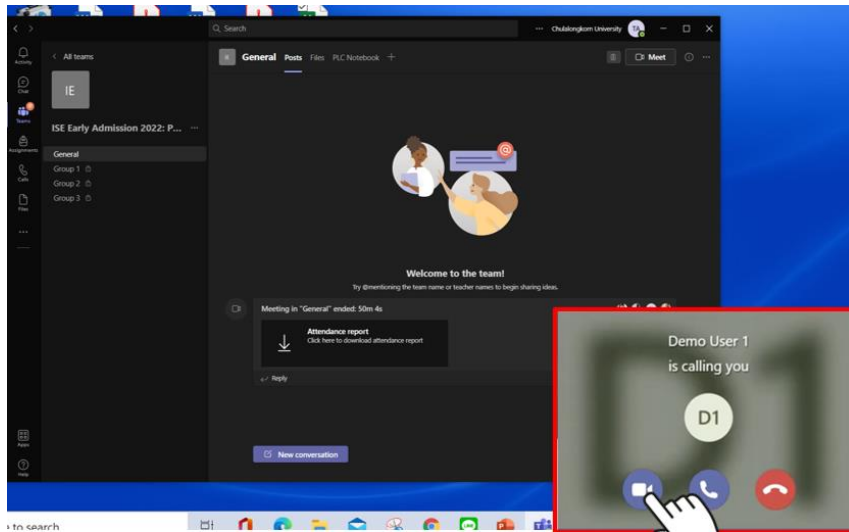 Search
Chulalongkorn University
TA
Activity
Chat
Teams
Assignments
Calls
Files
Apps
Help
All teams
IE
ISE Early Admission 2022: P...
General
Group 1
Group 2
Group 3
General Posts Files PLC Notebook
Meet
Welcome to the team!
Try @mentioning the team name or teacher names to begin sharing ideas.
Meeting in "General" ended: 50m 4s
Attendance report
Click here to download attendance report
Reply
New conversation
Demo User 1
is calling you
D1
D1
e to search